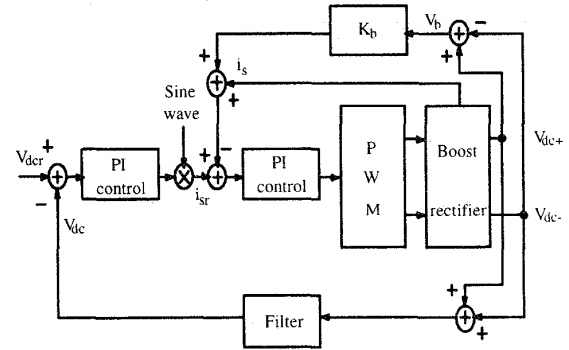 K_b
V_b
−
+
+
i_s
+
+
Sine
wave
V_dcr
+
−
PI
control
i_sr
+
−
PI
control
P
W
M
Boost
rectifier
V_dc+
V_dc-
V_dc
Filter
+
+